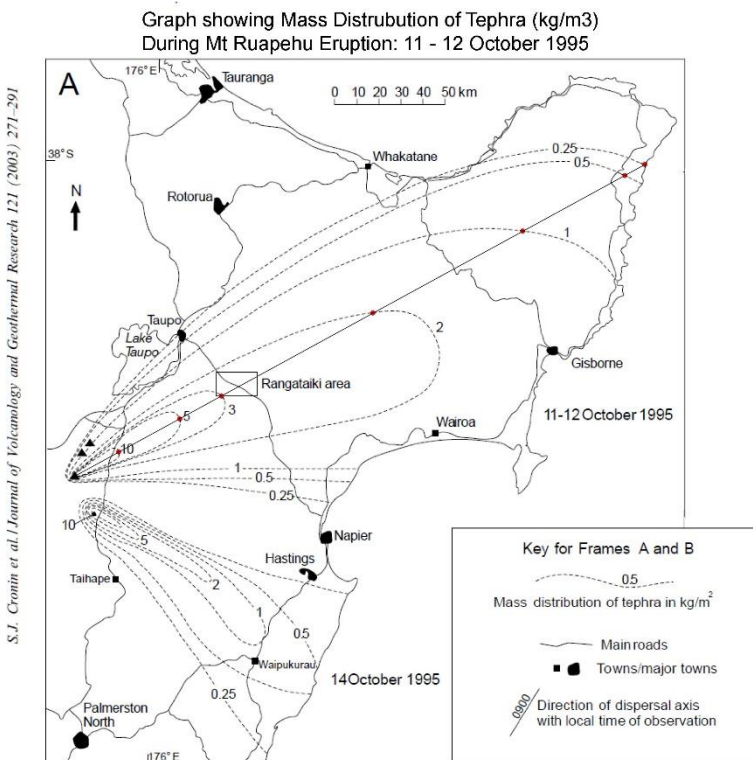 Graph showing Mass Distrubution of Tephra (kg/m3)
During Mt Ruapehu Eruption: 11 - 12 October 1995
S.J. Cronin et al. / Journal of Volcanology and Geothermal Research 121 (2003) 271–291
A
176°E
Tauranga
0 10 20 30 40 50 km
38°S
Whakatane
0.25
0.5
N
Rotorua
1
Taupo
Lake
Taupo
2
Gisborne
Rangataiki area
3
5
11-12 October 1995
Wairoa
10
1
0.5
0.25
10
5
Napier
Hastings
Taihape
2
1
0.5
Waipukurau
14 October 1995
0.25
Palmerston
North
176°E
Key for Frames A and B
0.5
Mass distribution of tephra in kg/m²
Main roads
Towns/major towns
0900
Direction of dispersal axis
with local time of observation